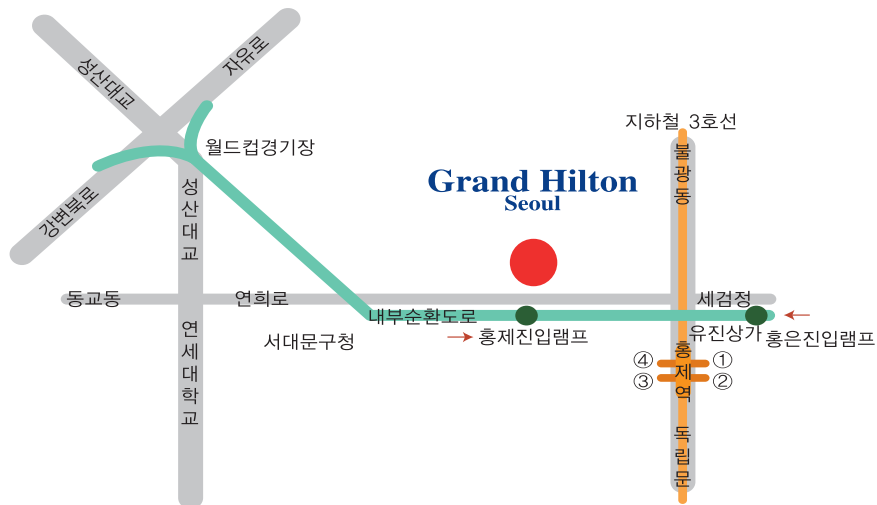 성산대교
자유로
월드컵경기장
강변북로
성산대교
Grand Hilton
Seoul
지하철 3호선
불광동
동교동
연희로
세검정
내부순환도로
서대문구청
홍제진입램프
유진상가
홍은진입램프
연세대학교
홍제역
④
①
③
②
독립문